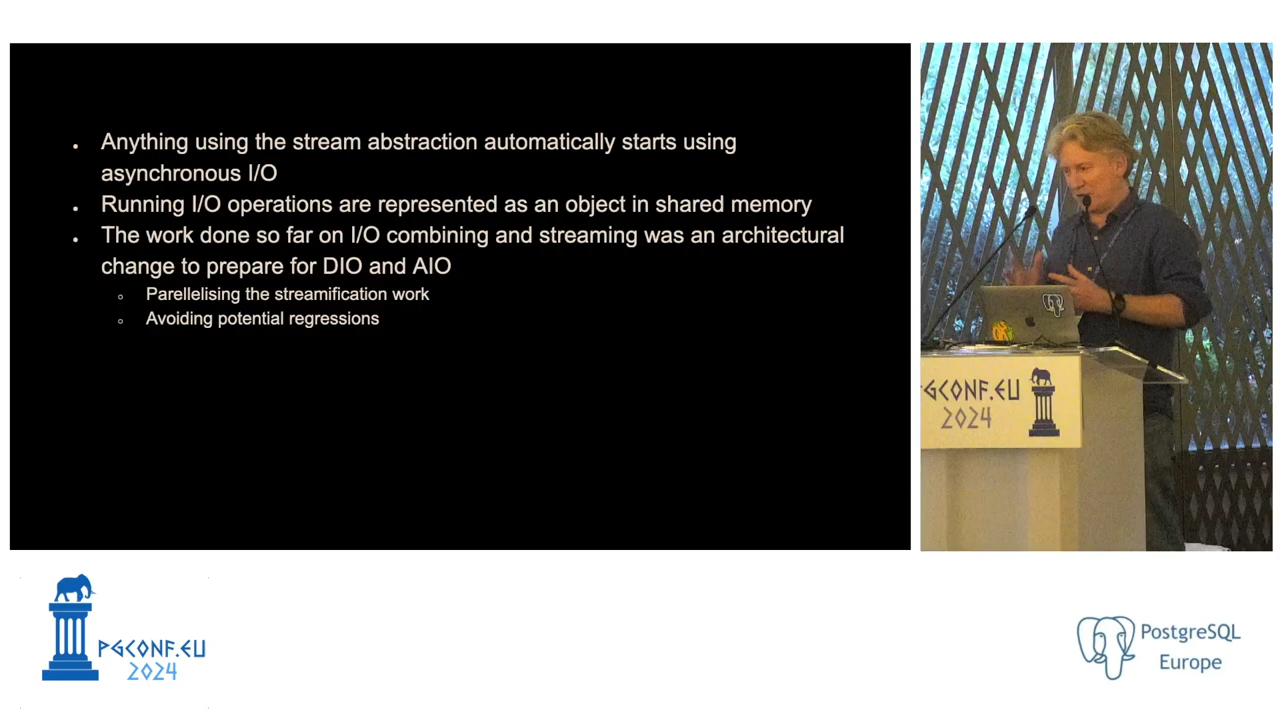 Anything using the stream abstraction automatically starts using
asynchronous I/O
Running I/O operations are represented as an object in shared memory
The work done so far on I/O combining and streaming was an architectural
change to prepare for DIO and AIO
Parellelising the streamification work
Avoiding potential regressions
PGCONF.EU
2024
PGCONF.EU
2024
PostgreSQL
Europe